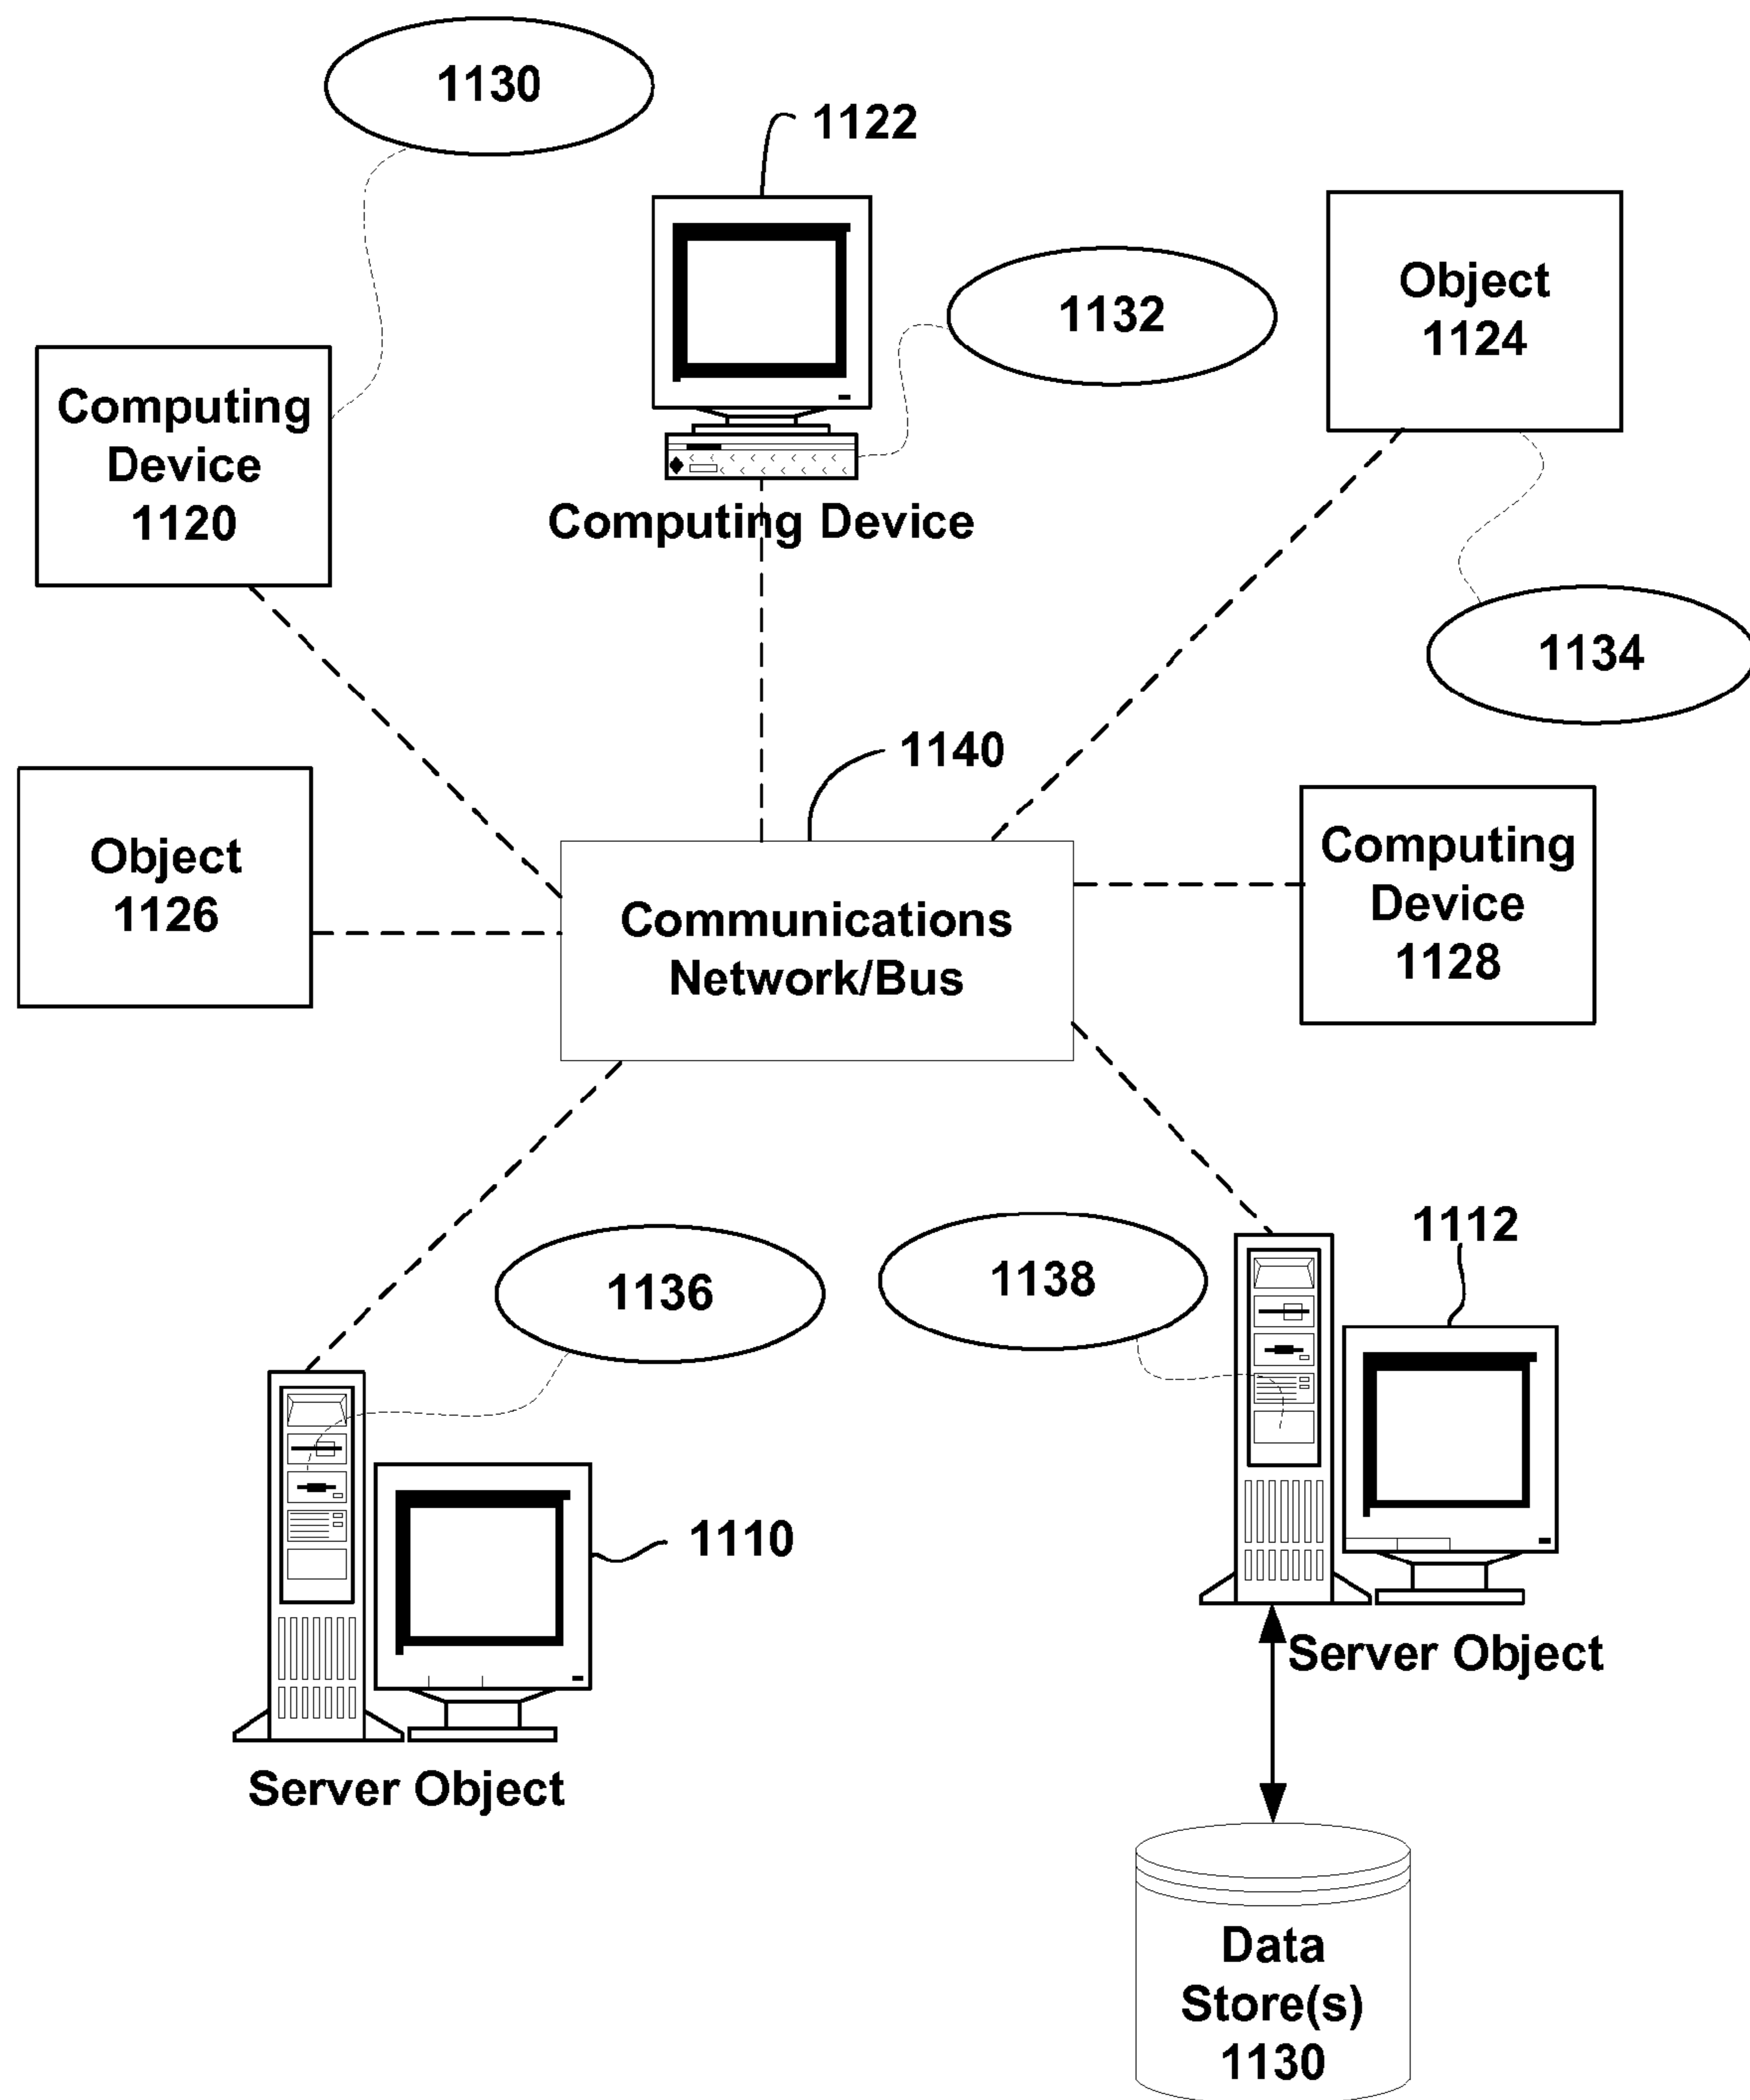 1130
1122
Object
1124
1132
Computing
Device
1120
Computing Device
1134
1140
Object
1126
Computing
Device
1128
Communications
Network/Bus
1112
1136
1138
1110
Server Object
Server Object
Data
Store(s)
1130